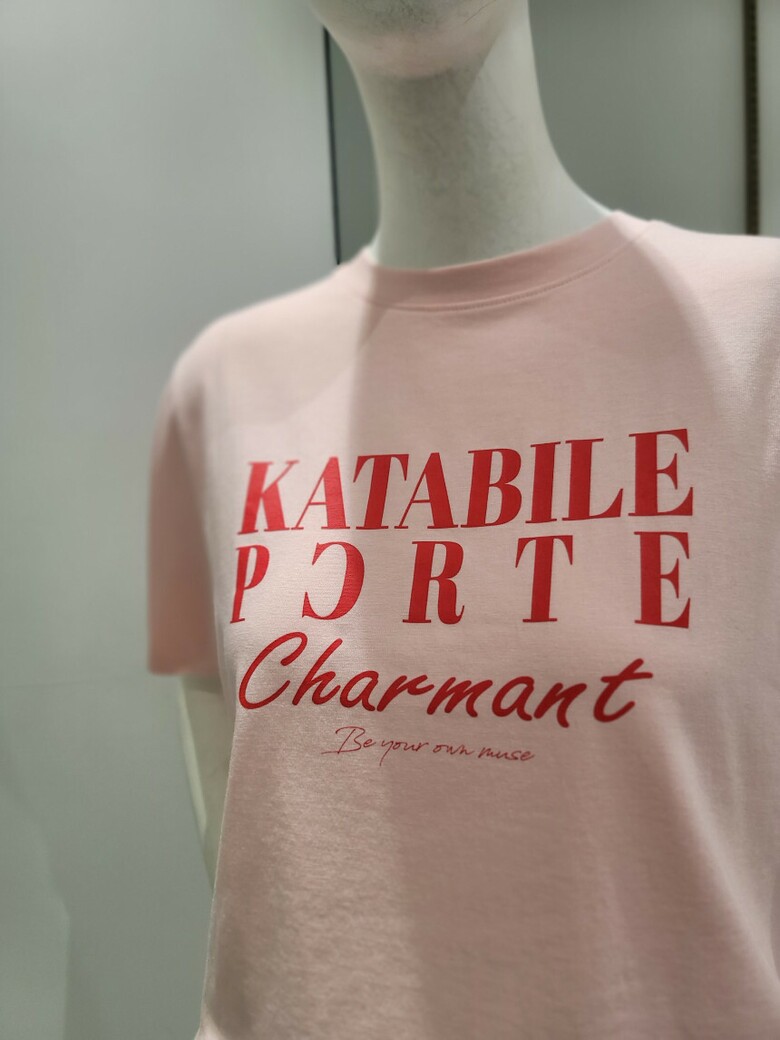 KATABILE
PƆRTE
Charmant
Be your own muse